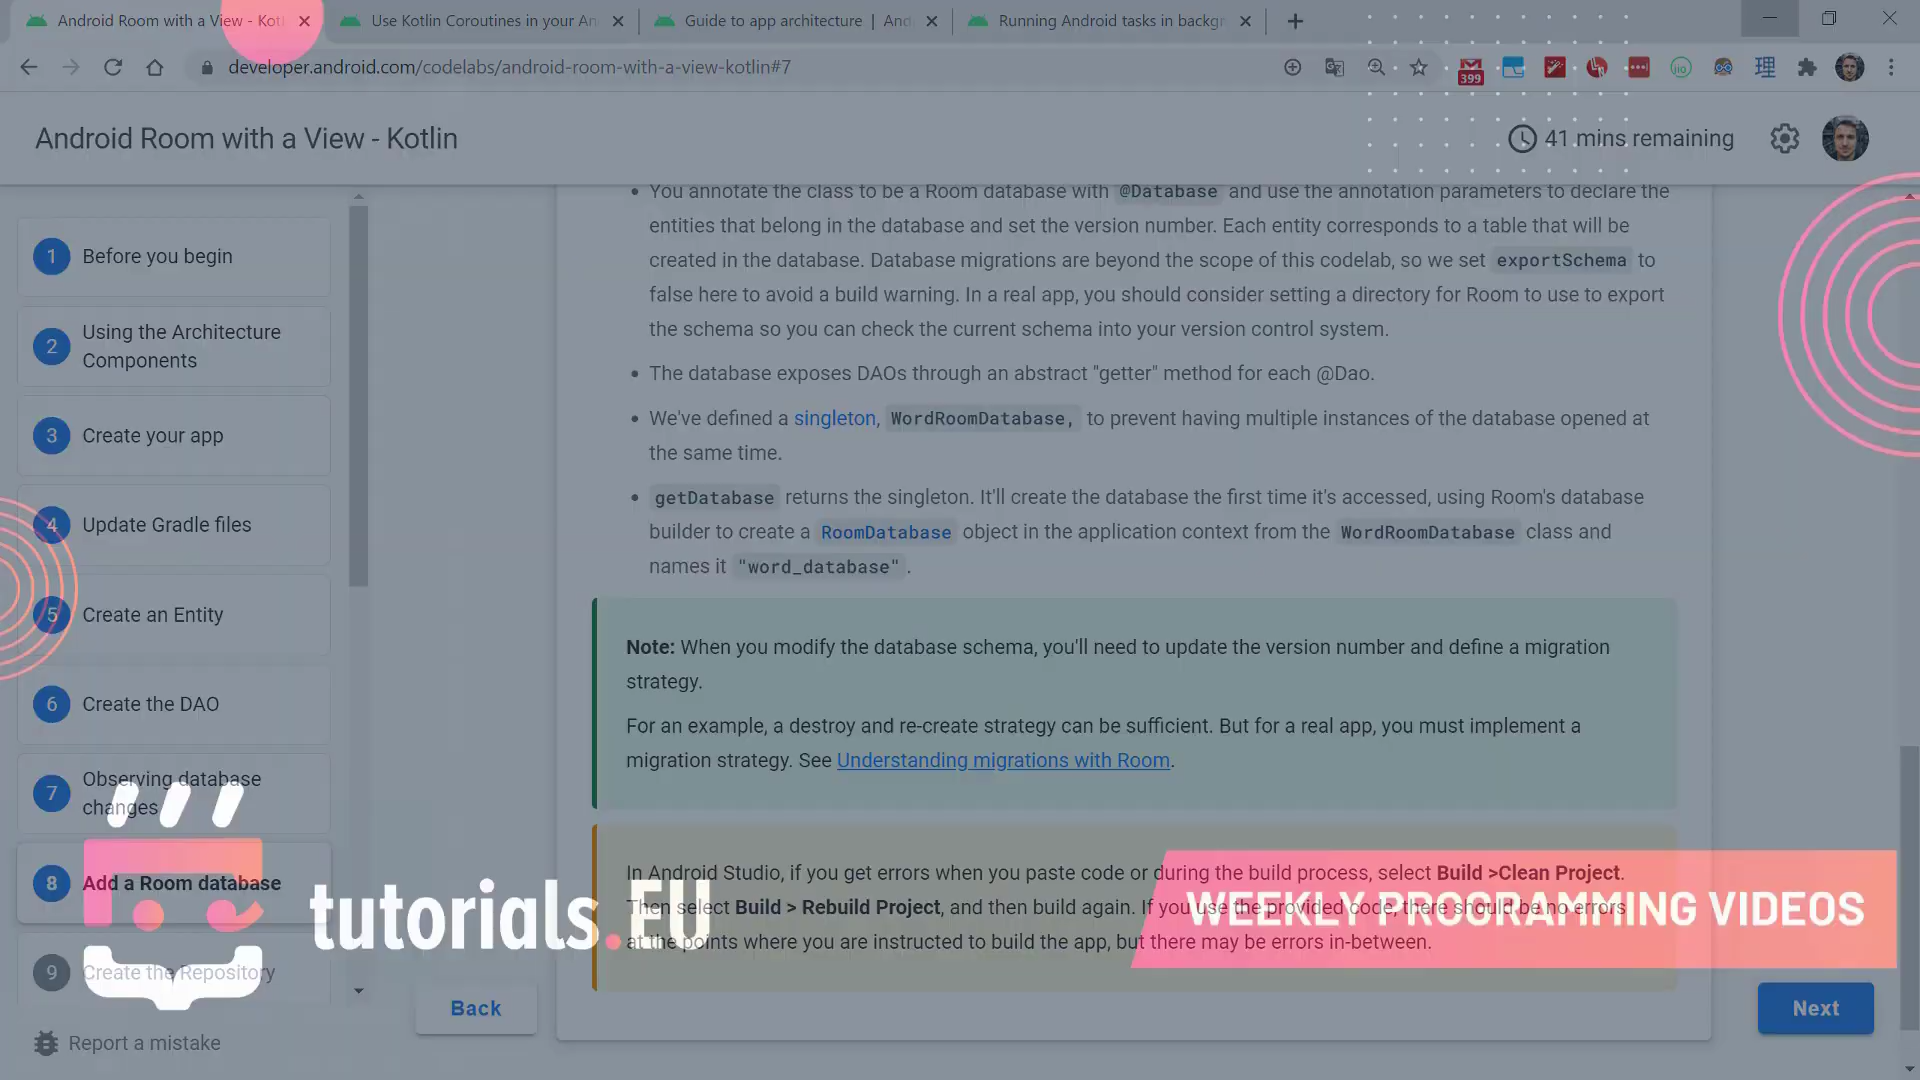 Android Room with a View - Kotl
Use Kotlin Coroutines in your An
Guide to app architecture | And
Running Android tasks in backgr
developer.android.com/codelabs/android-room-with-a-view-kotlin#7
399
理
Android Room with a View - Kotlin
41 mins remaining
1 Before you begin
2 Using the Architecture
Components
3 Create your app
4 Update Gradle files
5 Create an Entity
6 Create the DAO
7 Observing database
changes
8 Add a Room database
9 Create the Repository
Report a mistake
• You annotate the class to be a Room database with @Database and use the annotation parameters to declare the
entities that belong in the database and set the version number. Each entity corresponds to a table that will be
created in the database. Database migrations are beyond the scope of this codelab, so we set exportSchema to
false here to avoid a build warning. In a real app, you should consider setting a directory for Room to use to export
the schema so you can check the current schema into your version control system.
• The database exposes DAOs through an abstract "getter" method for each @Dao.
• We've defined a singleton, WordRoomDatabase, to prevent having multiple instances of the database opened at
the same time.
• getDatabase returns the singleton. It'll create the database the first time it's accessed, using Room's database
builder to create a RoomDatabase object in the application context from the WordRoomDatabase class and
names it "word_database".
Note: When you modify the database schema, you'll need to update the version number and define a migration
strategy.
For an example, a destroy and re-create strategy can be sufficient. But for a real app, you must implement a
migration strategy. See Understanding migrations with Room.
In Android Studio, if you get errors when you paste code or during the build process, select Build >Clean Project.
Then select Build > Rebuild Project, and then build again. If you use the provided code, there should be no errors
at the points where you are instructed to build the app, but there may be errors in-between.
Back
Next
tutorials.EU
WEEKLY PROGRAMMING VIDEOS